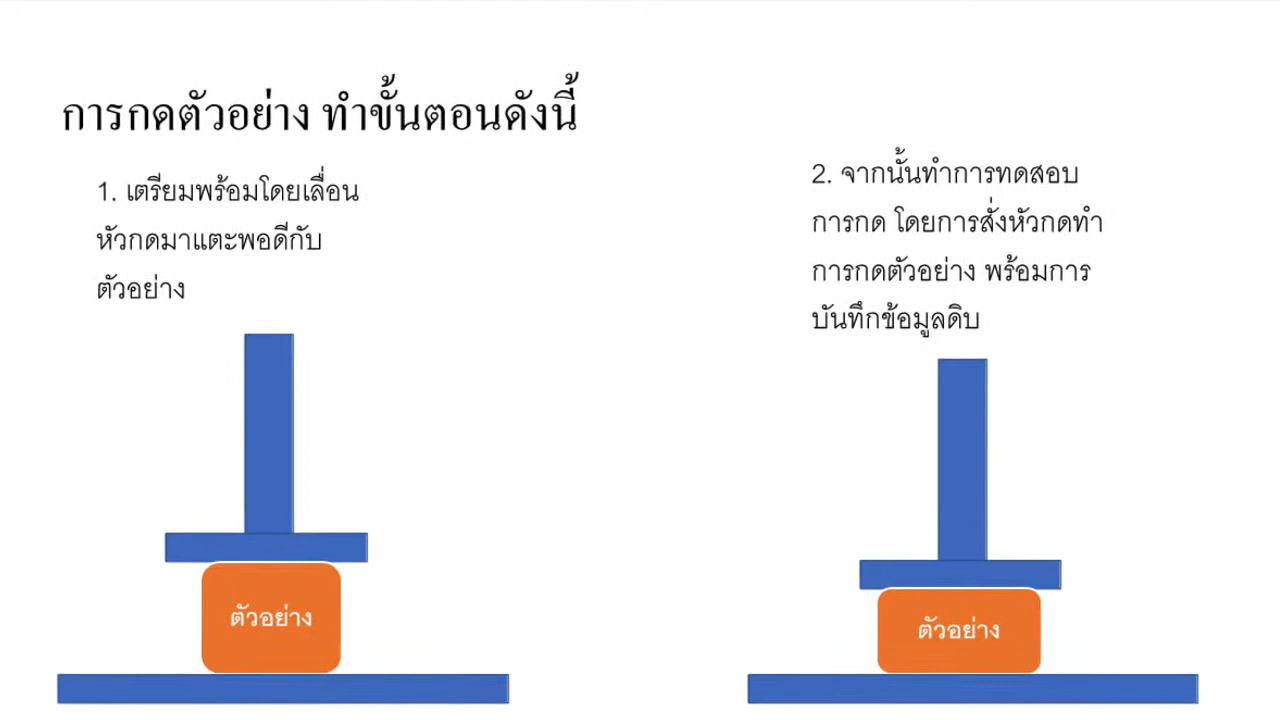 การกดตัวอย่าง ทำขั้นตอนดังนี้
1. เตรียมพร้อมโดยเลื่อน
หัวกดมาแตะพอดีกับ
ตัวอย่าง
2. จากนั้นทำการทดสอบ
การกด โดยการสั่งหัวกดทำ
การกดตัวอย่าง พร้อมการ
บันทึกข้อมูลดิบ
ตัวอย่าง
ตัวอย่าง